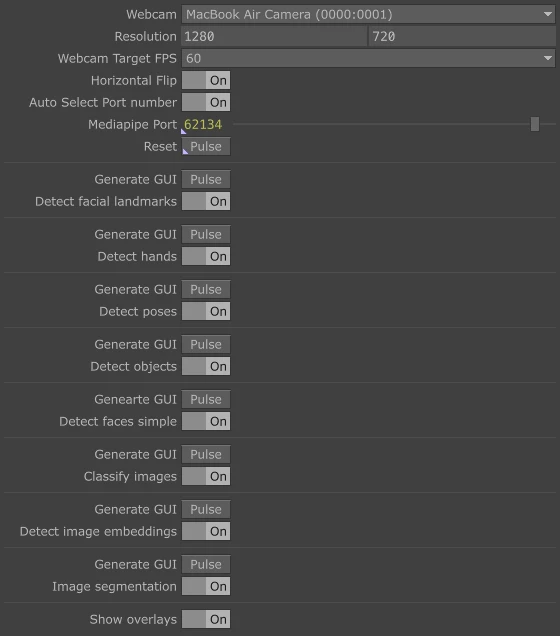 Webcam MacBook Air Camera (0000:0001)
Resolution 1280 720
Webcam Target FPS 60
Horizontal Flip On
Auto Select Port number On
Mediapipe Port 62134
Reset Pulse
Generate GUI Pulse
Detect facial landmarks On
Generate GUI Pulse
Detect hands On
Generate GUI Pulse
Detect poses On
Generate GUI Pulse
Detect objects On
Genearte GUI Pulse
Detect faces simple On
Generate GUI Pulse
Classify images On
Generate GUI Pulse
Detect image embeddings On
Generate GUI Pulse
Image segmentation On
Show overlays On